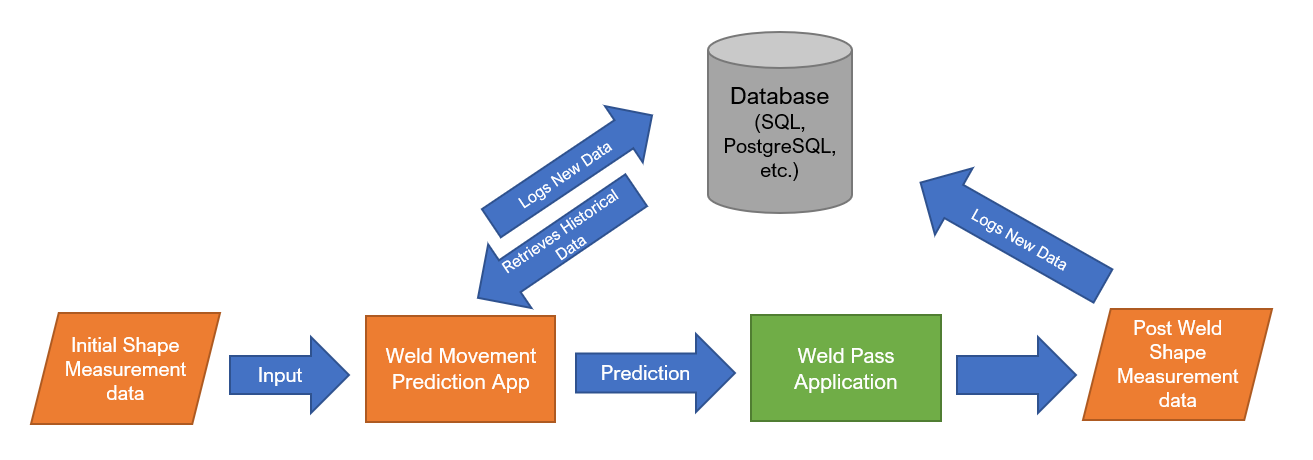 Database
(SQL,
PostgreSQL,
etc.)
Logs New Data
Retrieves Historical
Data
Logs New Data
Initial Shape
Measurement
data
Input
Weld Movement
Prediction App
Prediction
Weld Pass
Application
Post Weld
Shape
Measurement
data